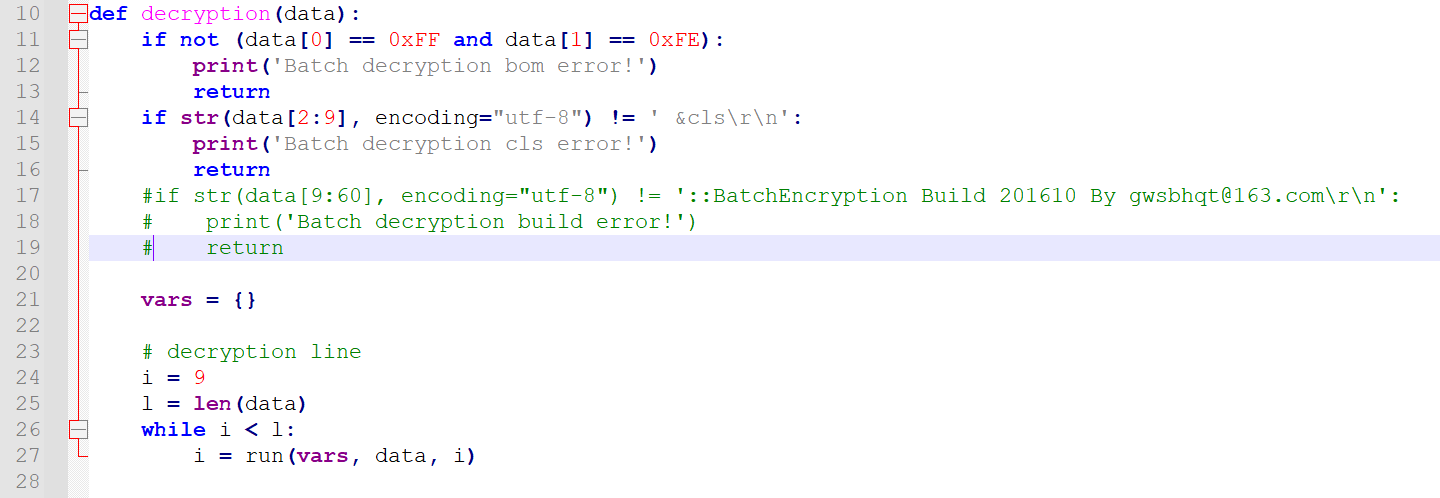 10 def decryption(data):
11     if not (data[0] == 0xFF and data[1] == 0xFE):
12         print('Batch decryption bom error!')
13         return
14     if str(data[2:9], encoding="utf-8") != ' &cls\r\n':
15         print('Batch decryption cls error!')
16         return
17     #if str(data[9:60], encoding="utf-8") != '::BatchEncryption Build 201610 By gwsbhqt@163.com\r\n':
18     #    print('Batch decryption build error!')
19     #    return
20
21     vars = {}
22
23     # decryption line
24     i = 9
25     l = len(data)
26     while i < l:
27         i = run(vars, data, i)
28